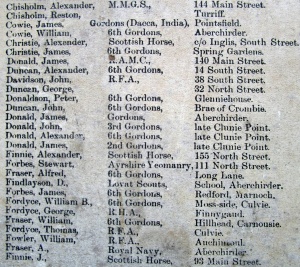 Chisholm, Alexander, M.M.G.S., 144 Main Street.
Chisholm, Reston, Turriff.
Cowie, James, Gordons (Dacca, India), Pointsfield.
Cowie, William, 6th Gordons, Aberchirder.
Christie, Alexander, Scottish Horse, c/o Inglis, South Street.
Christie, James, 6th Gordons, Spring Gardens.
Donald, James, R.A.M.C., 140 Main Street.
Duncan, Alexander, 6th Gordons, 14 South Street.
Davidson, John, R.F.A., 38 South Street.
Duncan, George, 32 North Street.
Donaldson, Peter, 6th Gordons, Glenniehouse.
Duncan, John, 6th Gordons, Brae of Crombie.
Donald, James, Gordons, Aberchirder.
Donald, John, 3rd Gordons, late Clunie Point.
Donald, Alexander, 6th Gordons, late Clunie Point.
Donald, James, 2nd Gordons, late Clunie Point.
Finnie, Alexander, Scottish Horse, 155 North Street.
Forbes, Stewart, Ayrshire Yeomanry, 111 North Street.
Fraser, Alfred, 6th Gordons, Long Lane.
Findlayson, D., Lovat Scouts, School, Aberchirder.
Forbes, James, 6th Gordons, Redford, Marnoch.
Fordyce, William B., Gordons, Moss-side, Culvie.
Fordyce, George, R.H.A., Finnygaud.
Fraser, William, 6th Gordons, Hillhead, Carnousie.
Fordyce, Thomas, R.F.A., Culvie.
Fowler, William, R.F.A., Auchinoul.
Fraser, A., Royal Navy, Aberchirder.
Finnie, J., Scottish Horse, 93 Main Street.